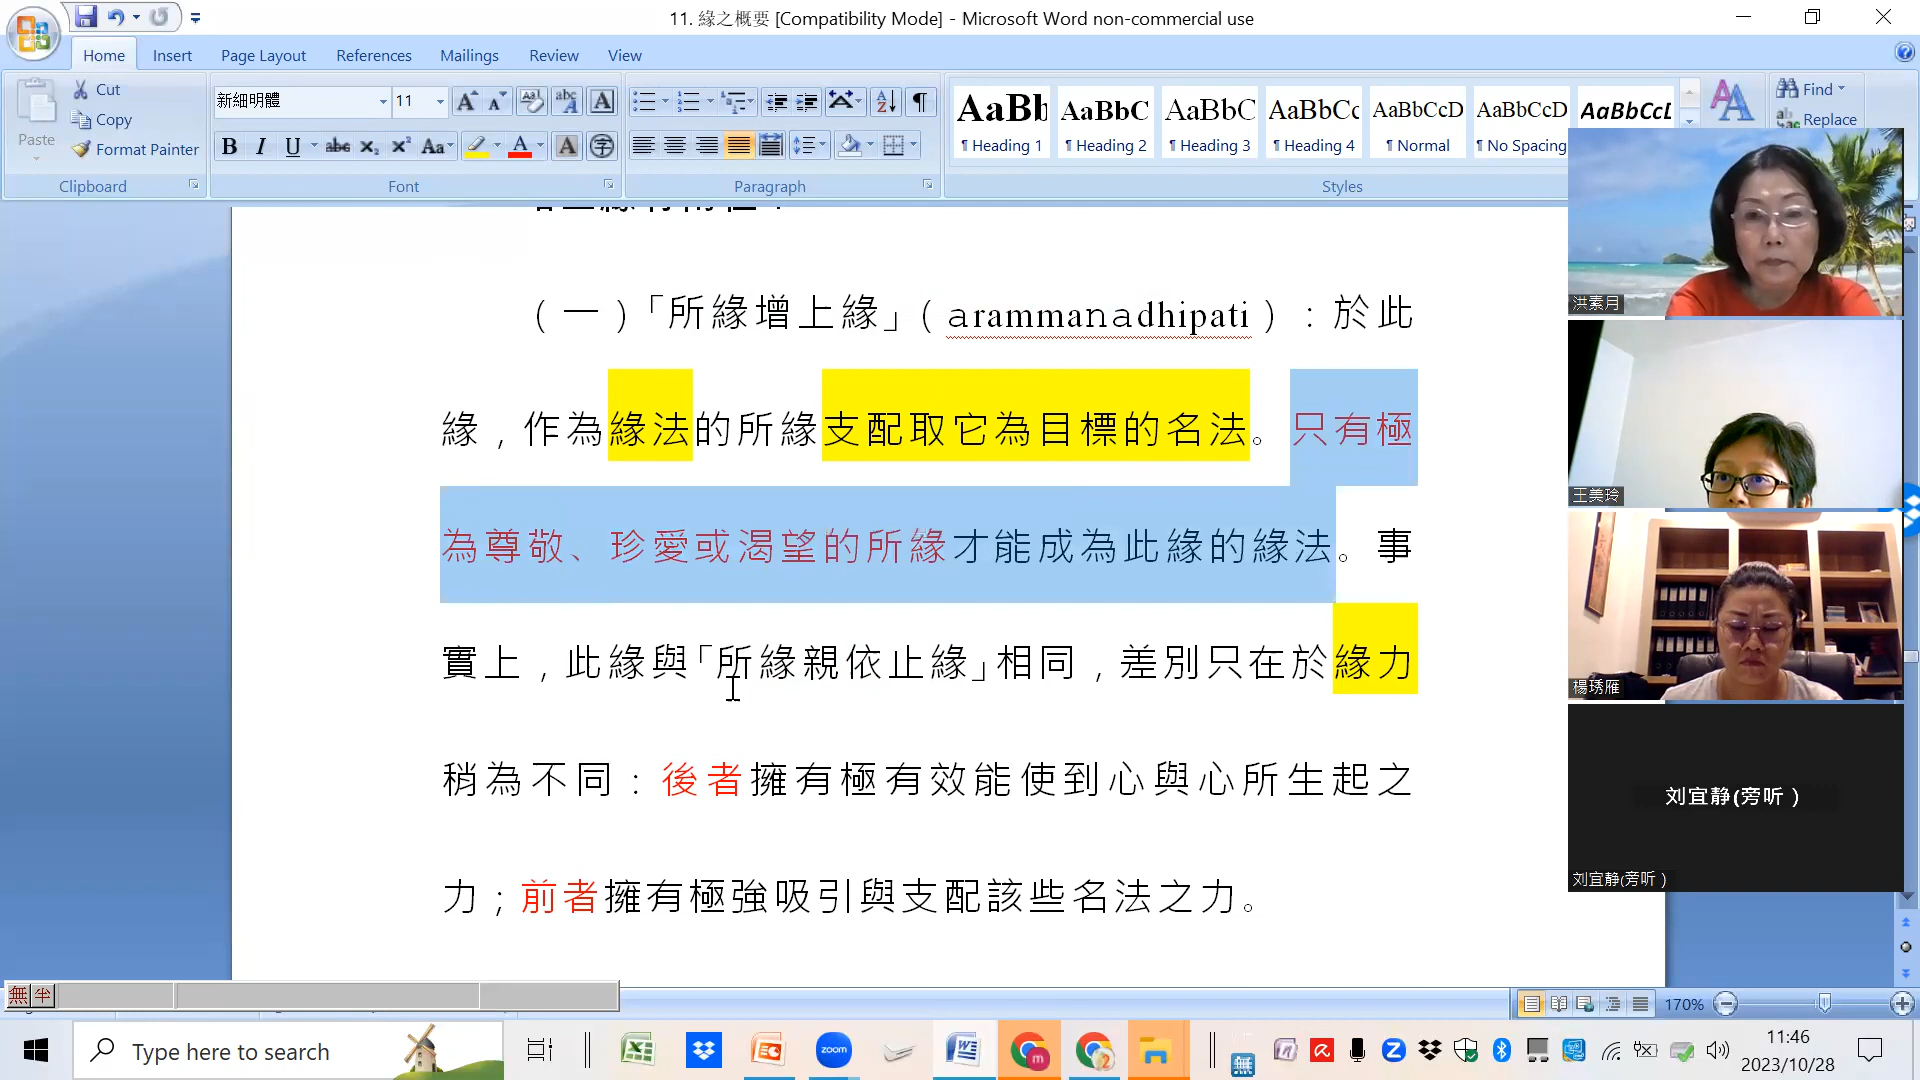 11. 緣之概要 [Compatibility Mode] - Microsoft Word non-commercial use
Home Insert Page Layout References Mailings Review View
Paste
Cut
Copy
Format Painter
Clipboard
新細明體 11
Font
Paragraph
AaBb AaBbC AaBbC AaBbCc AaBbCcD AaBbCcD AaBbCcL
¶ Heading 1 ¶ Heading 2 ¶ Heading 3 ¶ Heading 4 ¶ Normal ¶ No Spacing
Styles
Find
Replace
(一)「所緣增上緣」(arammanadhipati):於此
緣,作為緣法的所緣支配取它為目標的名法。只有極
為尊敬、珍愛或渴望的所緣才能成為此緣的緣法。事
實上,此緣與「所緣親依止緣」相同,差別只在於緣力
稍為不同:後者擁有極有效能使到心與心所生起之
力;前者擁有極強吸引與支配該些名法之力。
洪素月
王美玲
楊琇雁
刘宜静(旁听)
刘宜静(旁听)
無 半
170%
Type here to search
zoom
11:46
2023/10/28